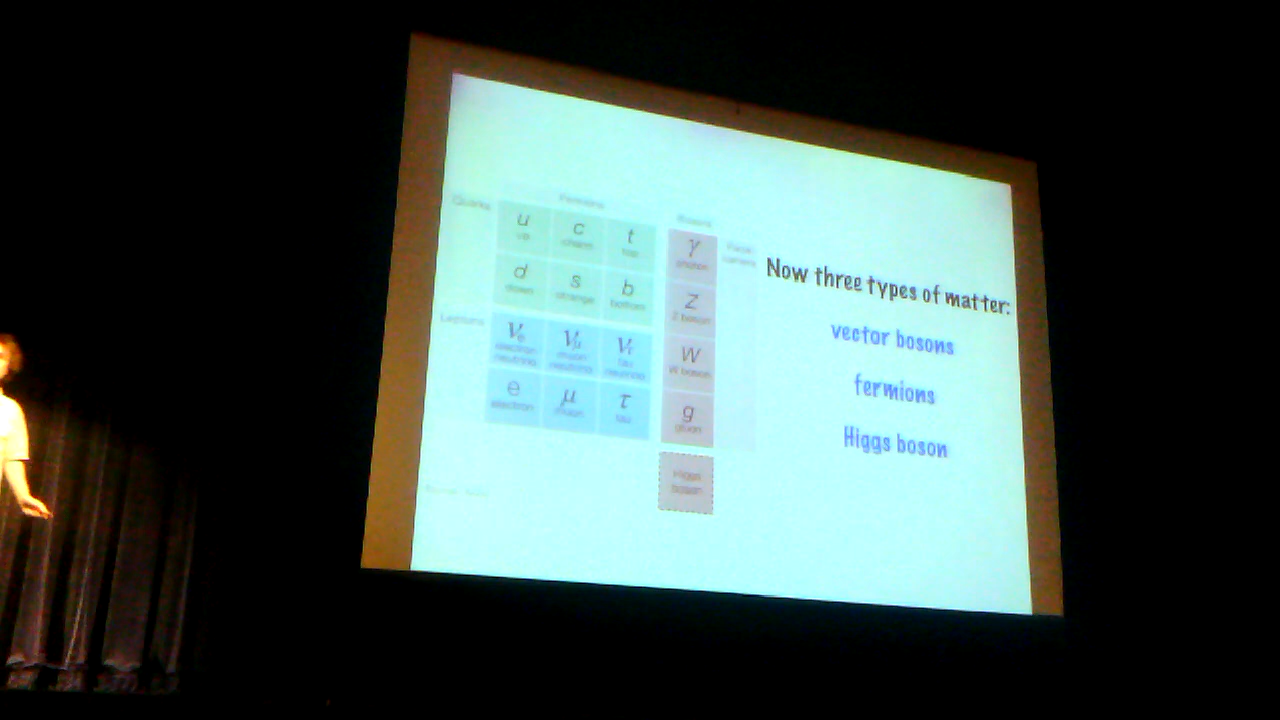 Fermions
Bosons
Quarks
u
up
c
charm
t
top
γ
photon
Force
carriers
d
down
s
strange
b
bottom
Z
Z boson
Leptons
νe
electron
neutrino
νμ
muon
neutrino
ντ
tau
neutrino
W
W boson
e
electron
μ
muon
τ
tau
g
gluon
Higgs
boson
Now three types of matter:
vector bosons
fermions
Higgs boson